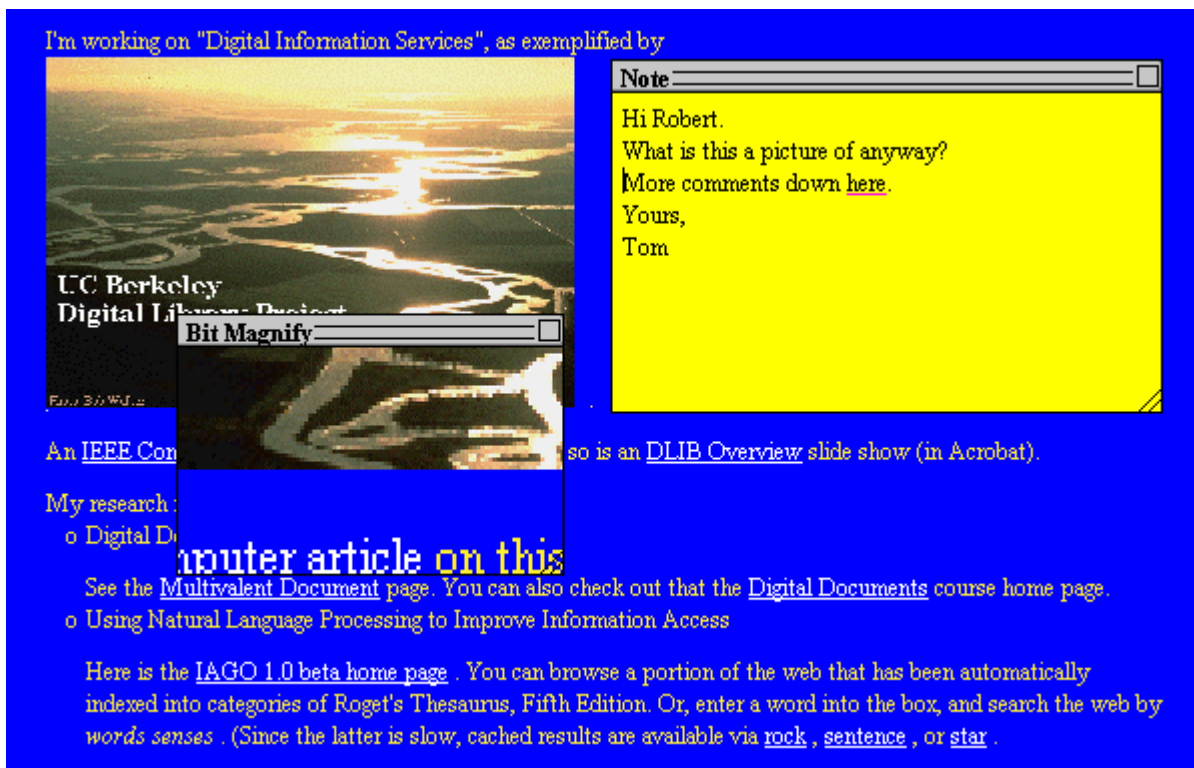 I'm working on "Digital Information Services", as exemplified by
UC Berkeley
Digital Library Project
Note
Hi Robert.
What is this a picture of anyway?
More comments down here.
Yours,
Tom
Bit Magnify
An IEEE Com
so is an DLIB Overview slide show (in Acrobat).
My research
mputer article on this
o Digital Do
See the Multivalent Document page. You can also check out that the Digital Documents course home page.
o Using Natural Language Processing to Improve Information Access
Here is the IAGO 1.0 beta home page . You can browse a portion of the web that has been automatically
indexed into categories of Roget's Thesaurus, Fifth Edition. Or, enter a word into the box, and search the web by
words senses . (Since the latter is slow, cached results are available via rock , sentence , or star .